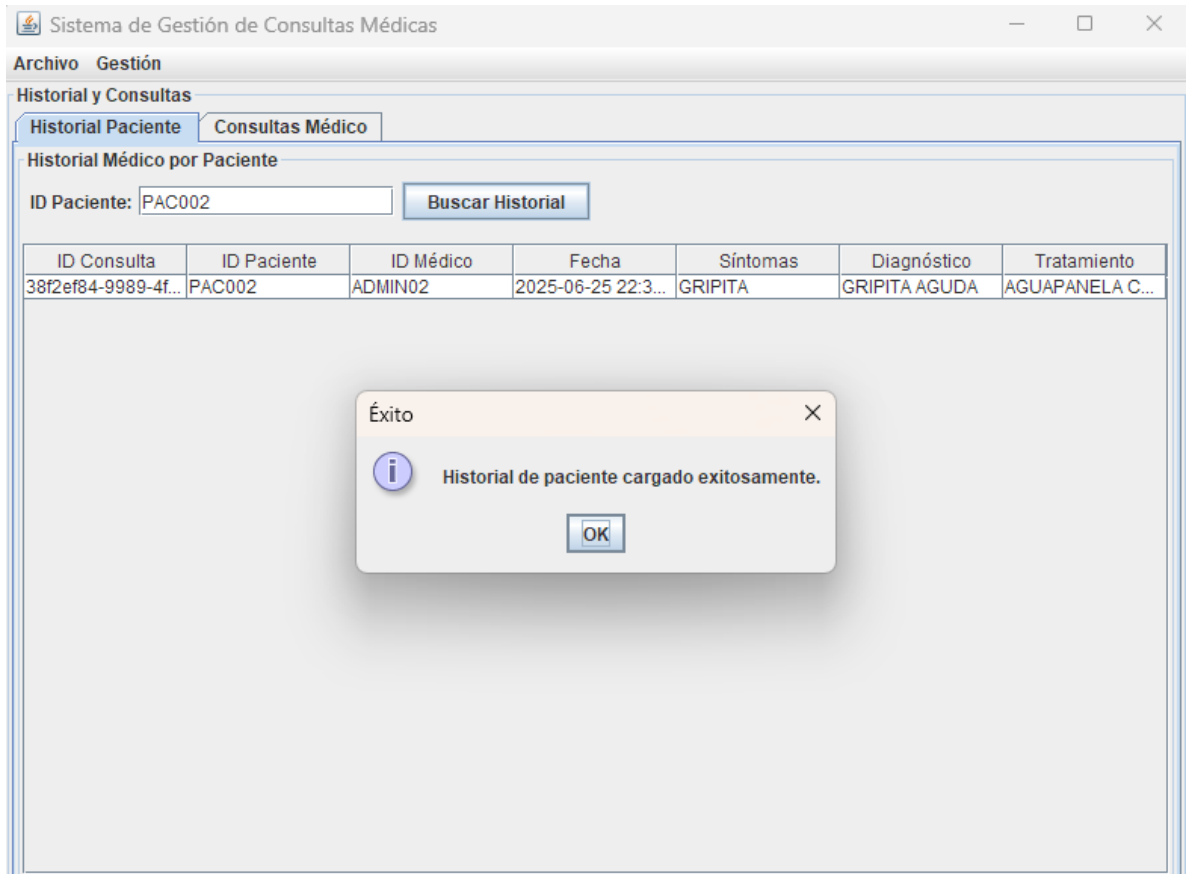 Sistema de Gestión de Consultas Médicas
Archivo Gestión
Historial y Consultas
Historial Paciente Consultas Médico
Historial Médico por Paciente
ID Paciente: PAC002 Buscar Historial
ID Consulta ID Paciente ID Médico Fecha Síntomas Diagnóstico Tratamiento
38f2ef84-9989-4f... PAC002 ADMIN02 2025-06-25 22:3... GRIPITA GRIPITA AGUDA AGUAPANELA C...
Éxito
Historial de paciente cargado exitosamente.
OK